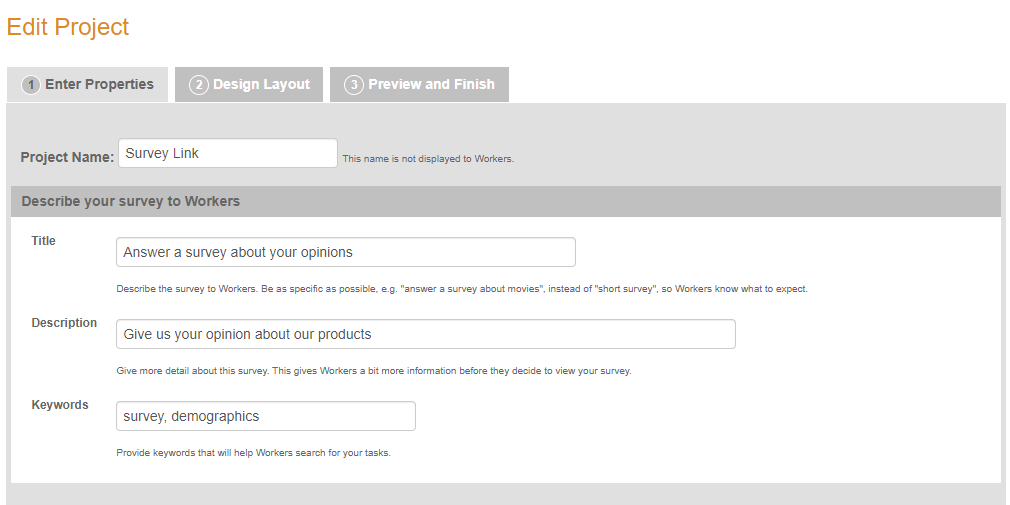 Edit Project
1 Enter Properties 2 Design Layout 3 Preview and Finish
Project Name: Survey Link This name is not displayed to Workers.
Describe your survey to Workers
Title
Answer a survey about your opinions
Describe the survey to Workers. Be as specific as possible, e.g. "answer a survey about movies", instead of "short survey", so Workers know what to expect.
Description
Give us your opinion about our products
Give more detail about this survey. This gives Workers a bit more information before they decide to view your survey.
Keywords
survey, demographics
Provide keywords that will help Workers search for your tasks.